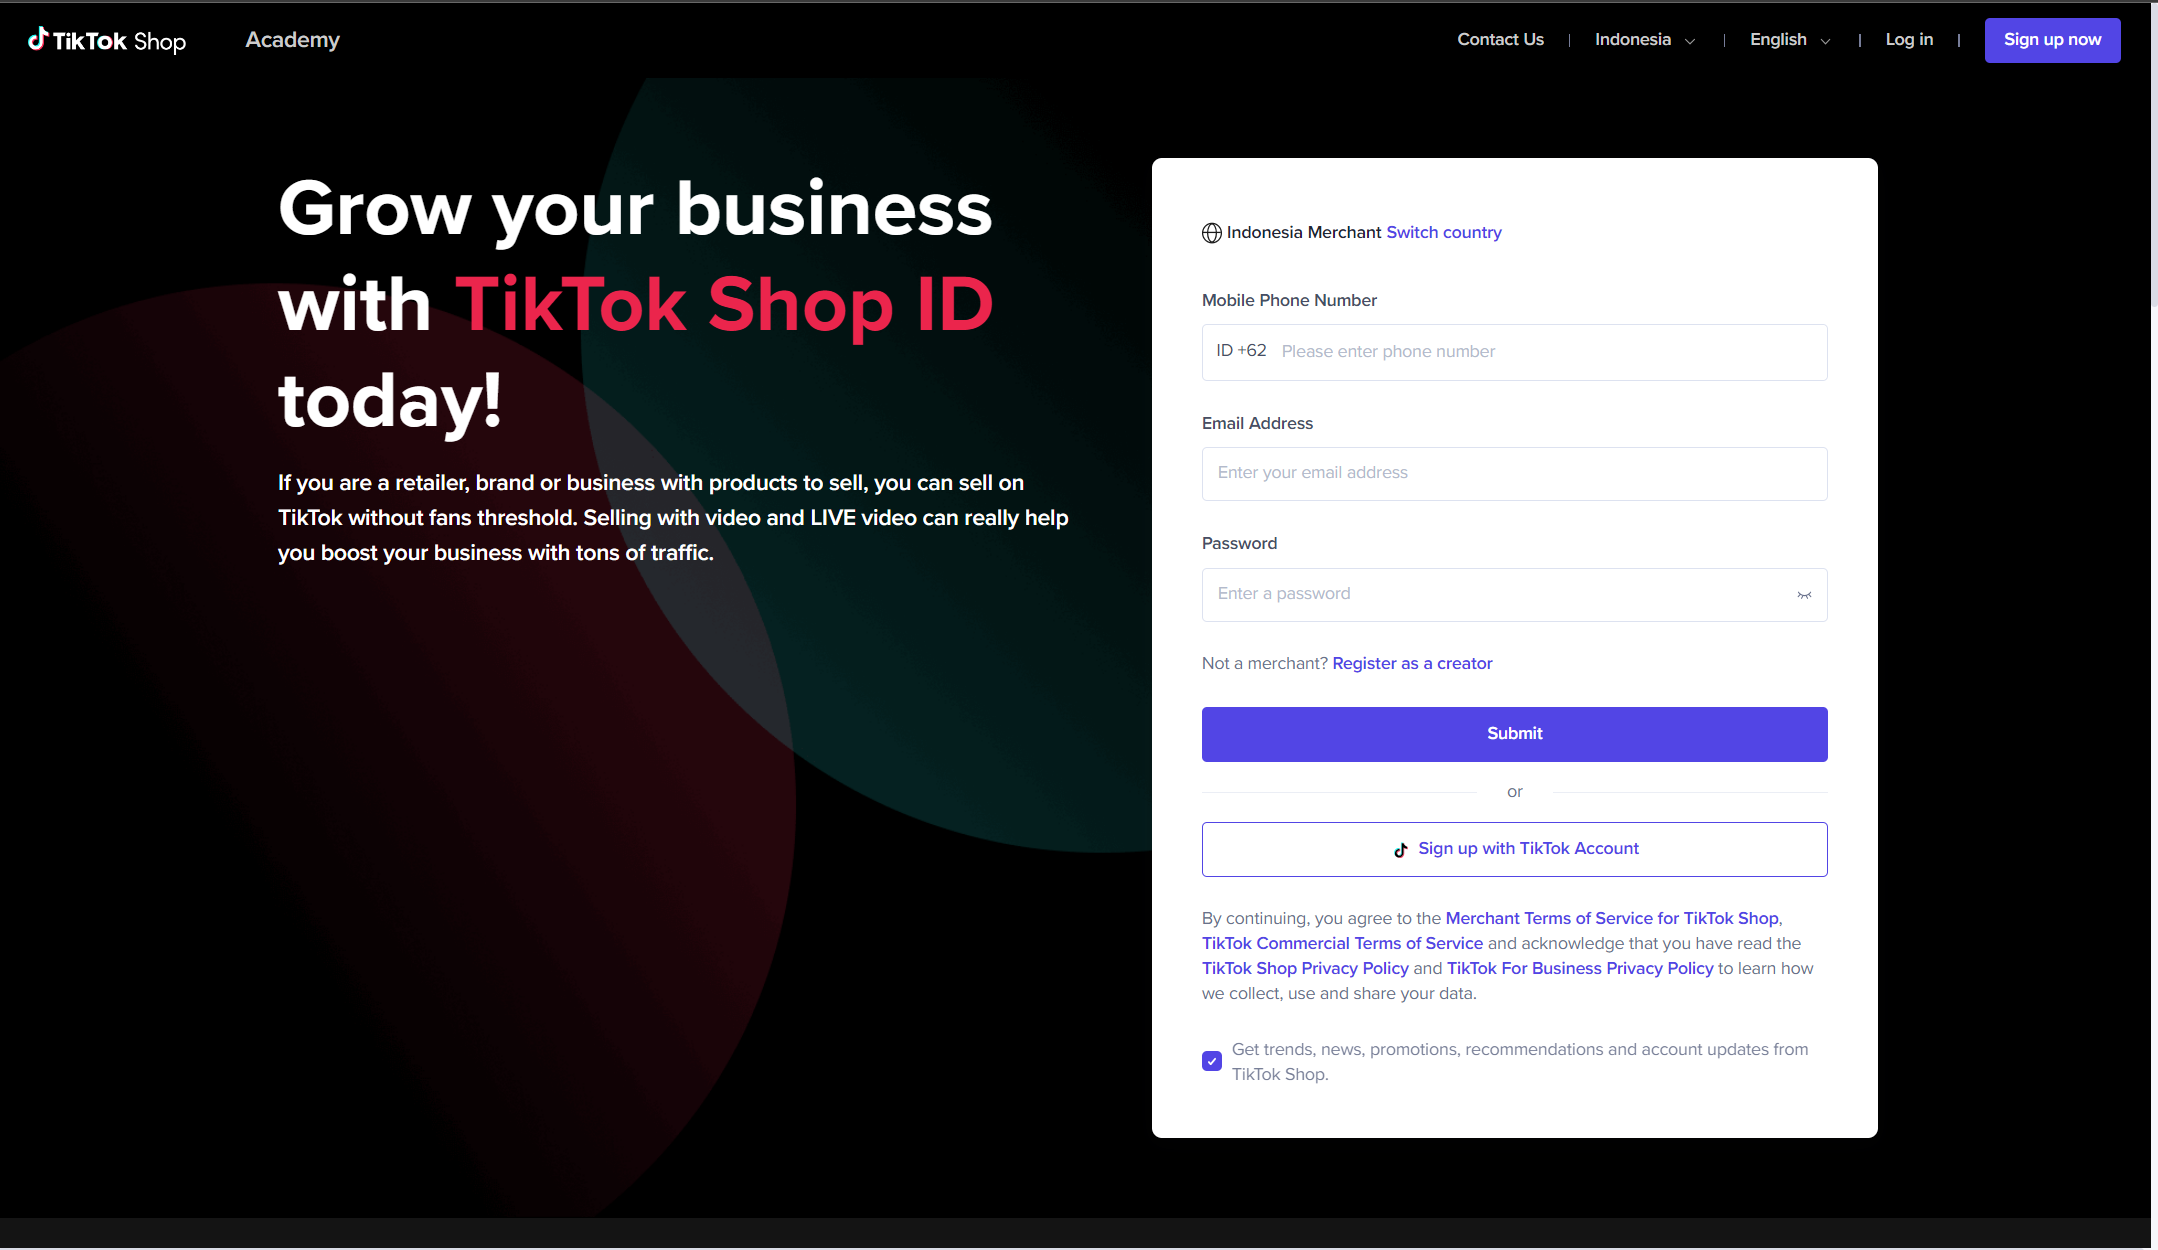 TikTok Shop
Academy
Contact Us | Indonesia | English | Log in | Sign up now
Grow your business
with TikTok Shop ID
today!
If you are a retailer, brand or business with products to sell, you can sell on
TikTok without fans threshold. Selling with video and LIVE video can really help
you boost your business with tons of traffic.
Indonesia Merchant Switch country
Mobile Phone Number
ID +62 Please enter phone number
Email Address
Enter your email address
Password
Enter a password
Not a merchant? Register as a creator
Submit
or
Sign up with TikTok Account
By continuing, you agree to the Merchant Terms of Service for TikTok Shop,
TikTok Commercial Terms of Service and acknowledge that you have read the
TikTok Shop Privacy Policy and TikTok For Business Privacy Policy to learn how
we collect, use and share your data.
Get trends, news, promotions, recommendations and account updates from
TikTok Shop.